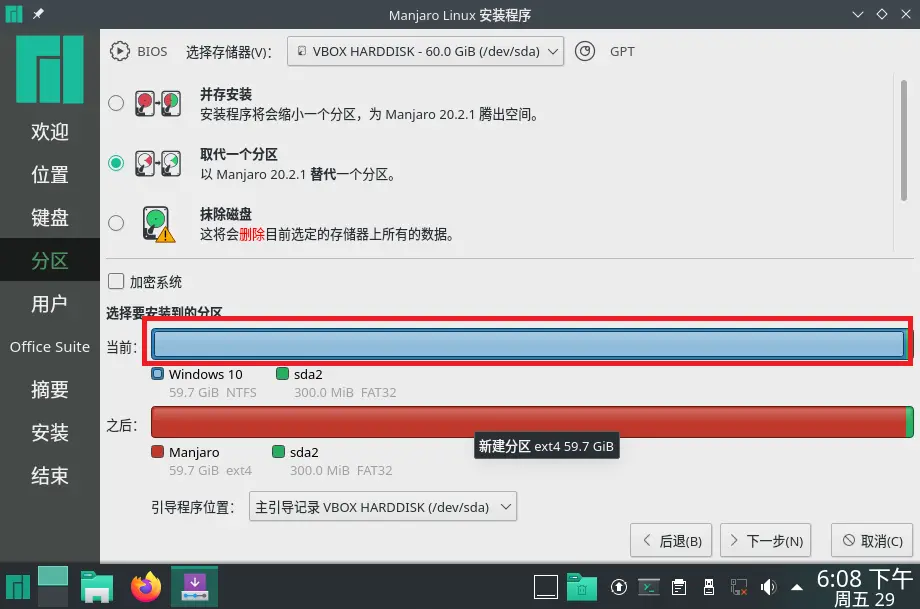 Manjaro Linux 安装程序
BIOS 选择存储器(V)： VBOX HARDDISK - 60.0 GiB (/dev/sda) GPT
欢迎
位置
键盘
分区
用户
Office Suite
摘要
安装
结束
并存安装
安装程序将会缩小一个分区，为 Manjaro 20.2.1 腾出空间。
取代一个分区
以 Manjaro 20.2.1 替代一个分区。
抹除磁盘
这将会删除目前选定的存储器上所有的数据。
加密系统
选择要安装到的分区
当前：
Windows 10 sda2
59.7 GiB NTFS 300.0 MiB FAT32
之后：
新建分区 ext4 59.7 GiB
Manjaro sda2
59.7 GiB ext4 300.0 MiB FAT32
引导程序位置： 主引导记录 VBOX HARDDISK (/dev/sda)
后退(B) 下一步(N) 取消(C)
6:08 下午
周五 29